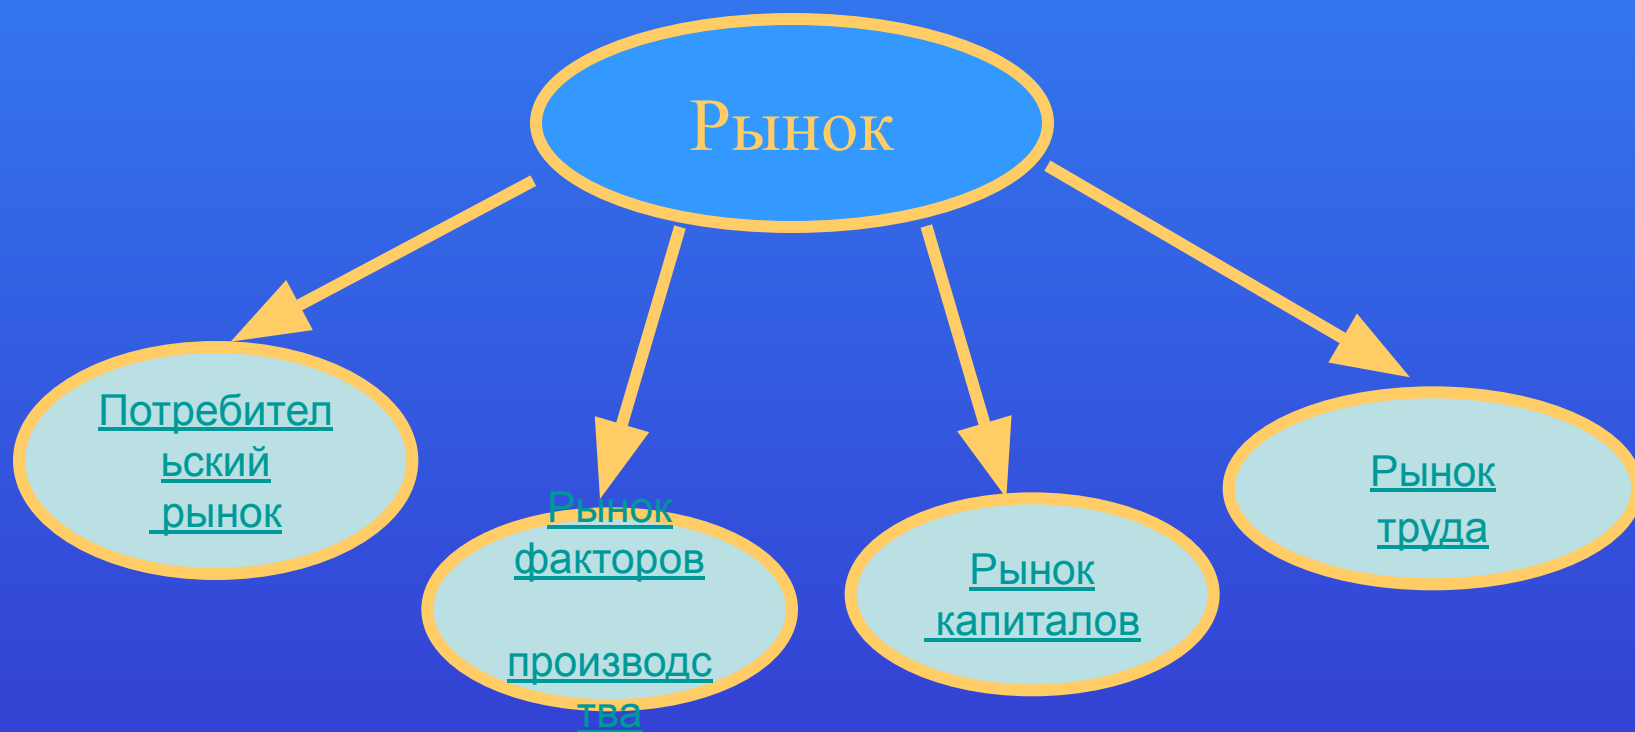 Рынок
Потребител
ьский
рынок
Рынок
факторов
производс
тва
Рынок
капиталов
Рынок
труда